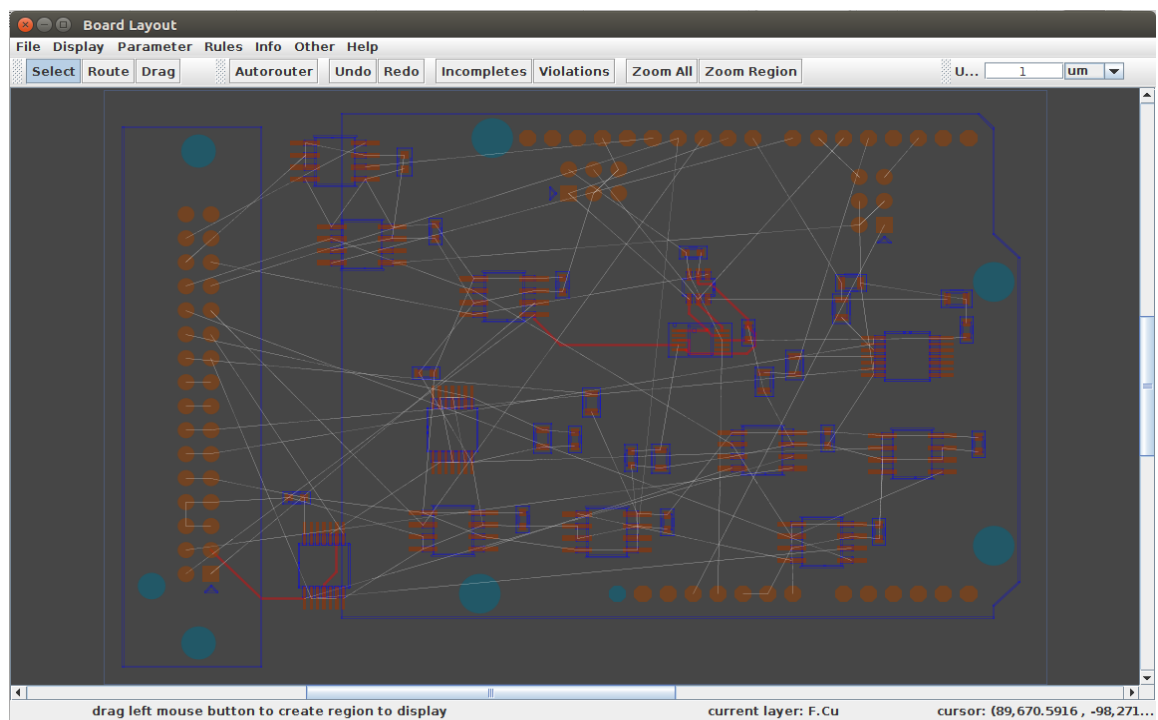 Board Layout
File Display Parameter Rules Info Other Help
Select Route Drag Autorouter Undo Redo Incompletes Violations Zoom All Zoom Region U... 1 um
drag left mouse button to create region to display current layer: F.Cu cursor: (89,670.5916 , -98,271...